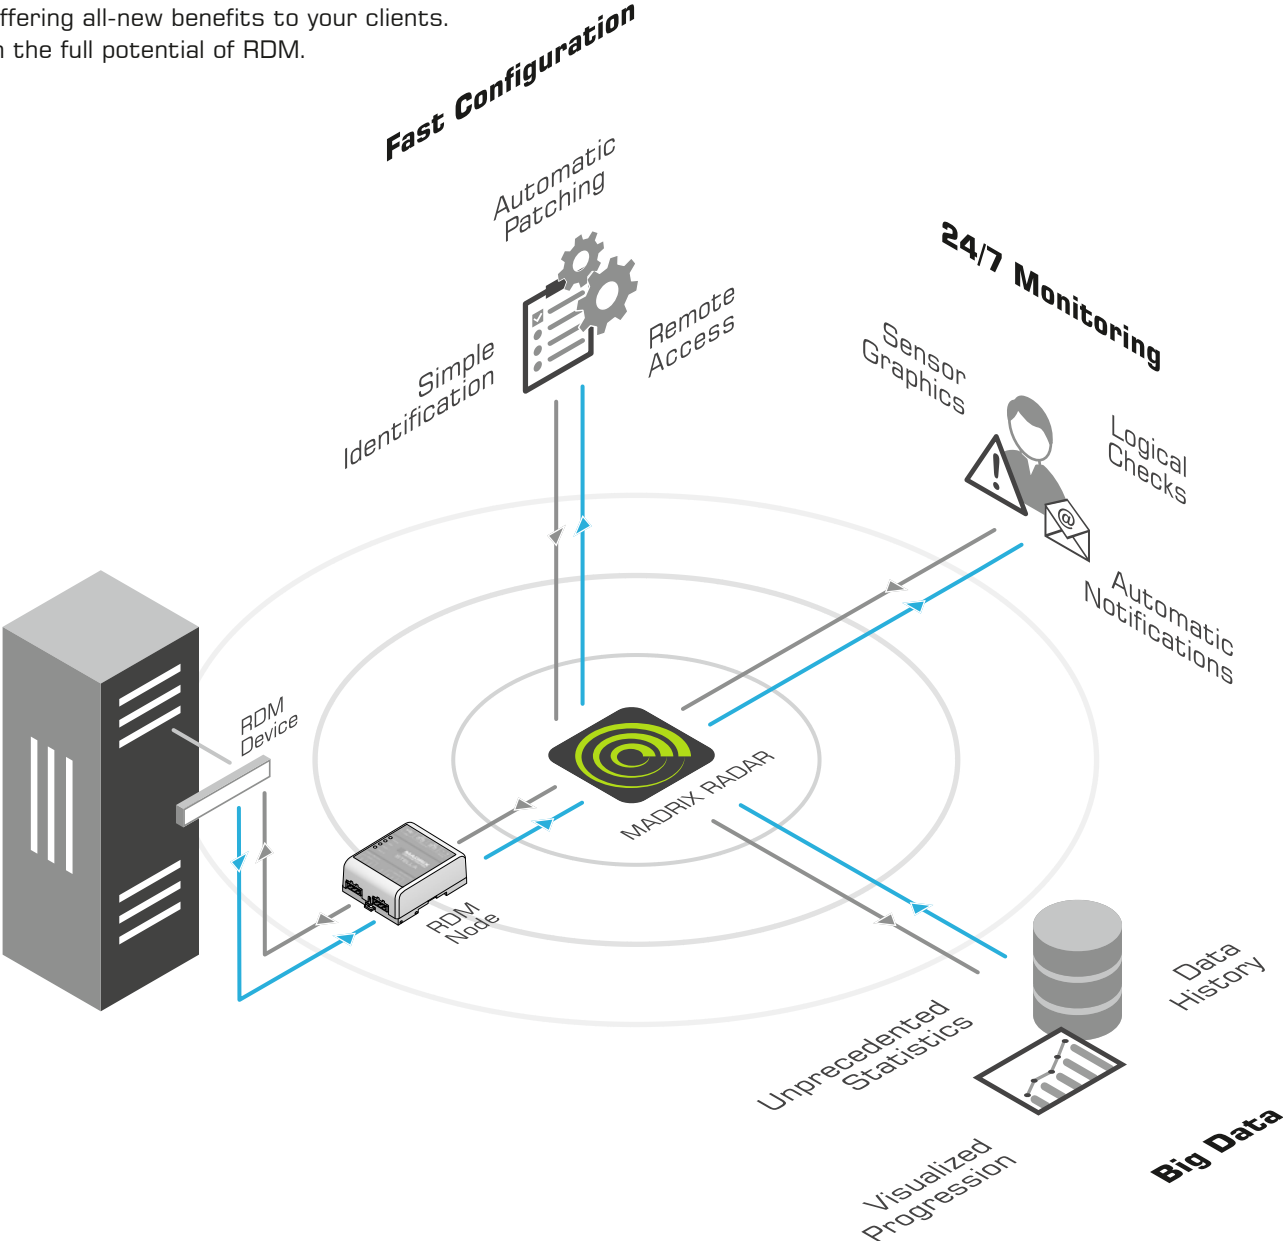 ffering all-new benefits to your clients.
the full potential of RDM.
Fast Configuration
Automatic
Patching
Simple
Identification
Remote
Access
24/7 Monitoring
Sensor
Graphics
Logical
Checks
@
Automatic
Notifications
RDM
Device
MADRIX RADAR
RDM
Node
Data
History
Unprecedented
Statistics
Visualized
Progression
Big Data